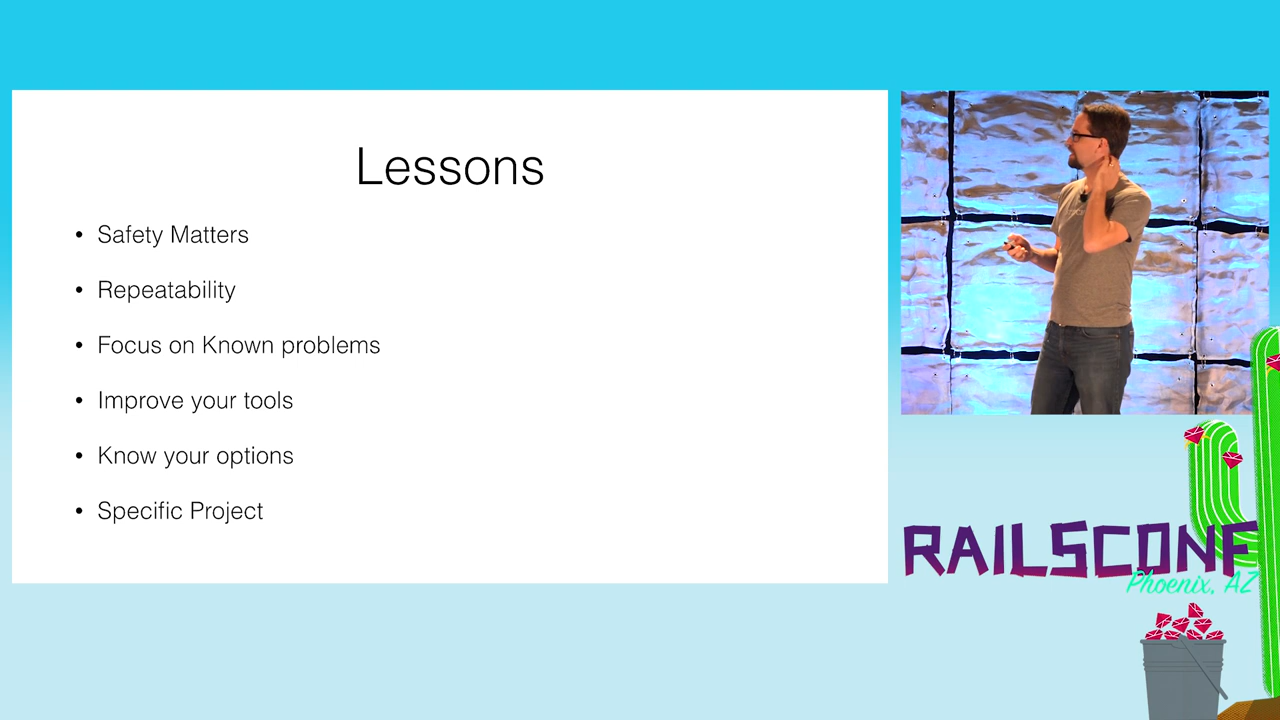 Lessons
• Safety Matters
• Repeatability
• Focus on Known problems
• Improve your tools
• Know your options
• Specific Project
RAILSCONF
Phoenix, AZ